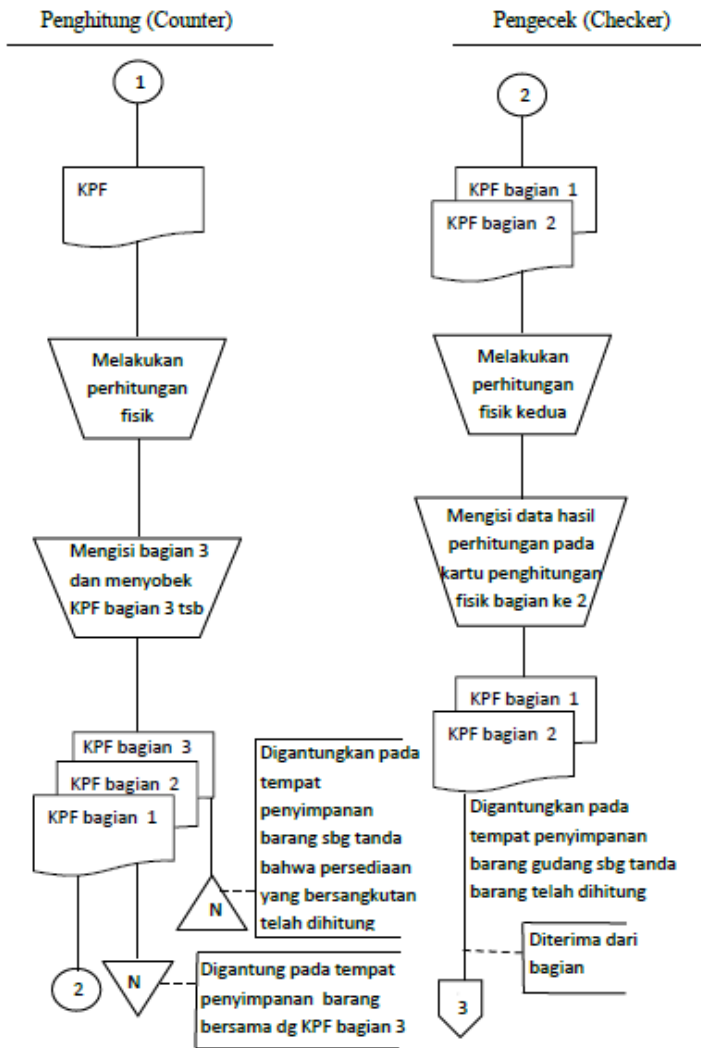 Penghitung (Counter)
1
KPF
Melakukan
perhitungan
fisik
Mengisi bagian 3
dan menyobek
KPF bagian 3 tsb
KPF bagian 3
KPF bagian 2
KPF bagian 1
2
N
N
Digantungkan pada
tempat
penyimpanan
barang sbg tanda
bahwa persediaan
yang bersangkutan
telah dihitung
Digantung pada tempat
penyimpanan barang
bersama dg KPF bagian 3
Pengecek (Checker)
2
KPF bagian 1
KPF bagian 2
Melakukan
perhitungan
fisik kedua
Mengisi data hasil
perhitungan pada
kartu penghitungan
fisik bagian ke 2
KPF bagian 1
KPF bagian 2
Digantungkan pada
tempat penyimpanan
barang gudang sbg tanda
barang telah dihitung
Diterima dari
bagian
3